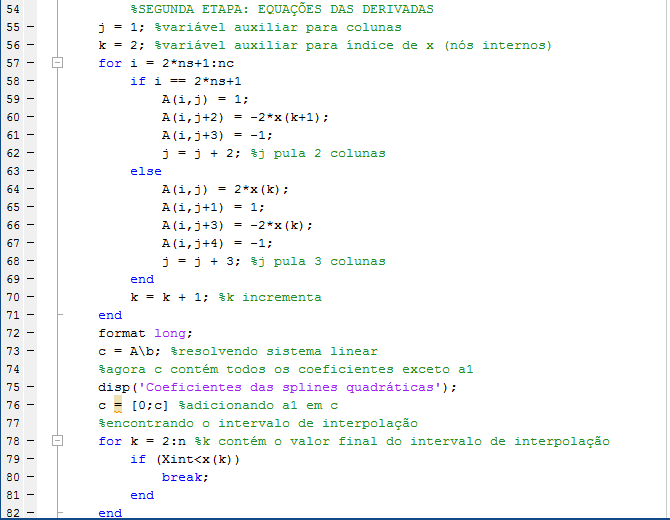 54 %SEGUNDA ETAPA: EQUAÇÕES DAS DERIVADAS
55 – j = 1; %variável auxiliar para colunas
56 – k = 2; %variável auxiliar para índice de x (nós internos)
57 – for i = 2*ns+1:nc
58 – if i == 2*ns+1
59 – A(i,j) = 1;
60 – A(i,j+2) = -2*x(k+1);
61 – A(i,j+3) = -1;
62 – j = j + 2; %j pula 2 colunas
63 – else
64 – A(i,j) = 2*x(k);
65 – A(i,j+1) = 1;
66 – A(i,j+3) = -2*x(k);
67 – A(i,j+4) = -1;
68 – j = j + 3; %j pula 3 colunas
69 – end
70 – k = k + 1; %k incrementa
71 – end
72 – format long;
73 – c = A\b; %resolvendo sistema linear
74 %agora c contém todos os coeficientes exceto a1
75 – disp('Coeficientes das splines quadráticas');
76 – c = [0;c] %adicionando a1 em c
77 %encontrando o intervalo de interpolação
78 – for k = 2:n %k contém o valor final do intervalo de interpolação
79 – if (Xint<x(k))
80 – break;
81 – end
82 – end